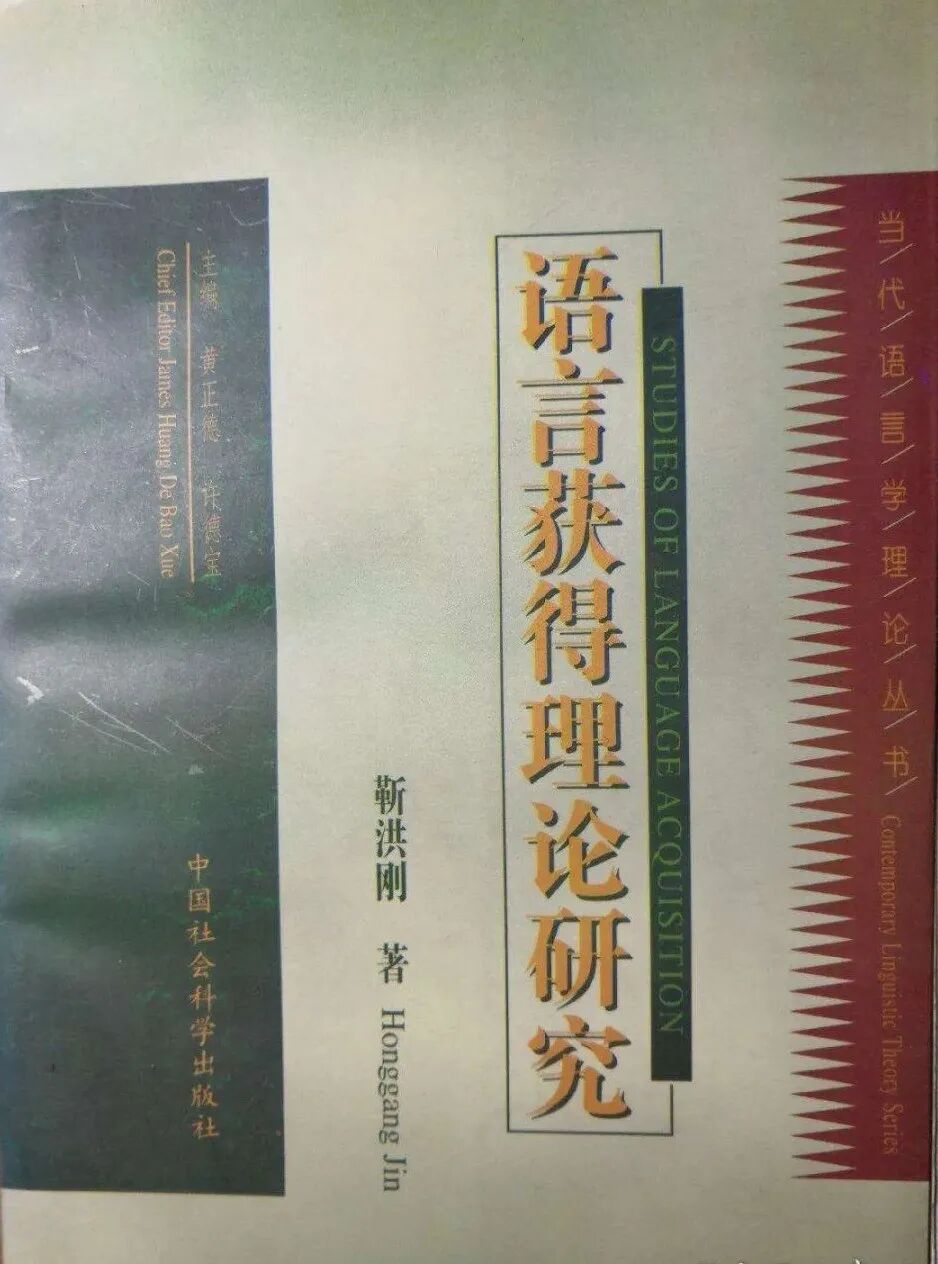 当/代/语/言/学/理/论/丛/书/ Contemporary Linguistic Theory Series
STUDIES OF LANGUAGE ACQUISITION
语言获得理论研究
靳洪刚 著 Honggang Jin
主编 黄正德 许德宝
Chief Editor James Huang De Bao Xue
中国社会科学出版社